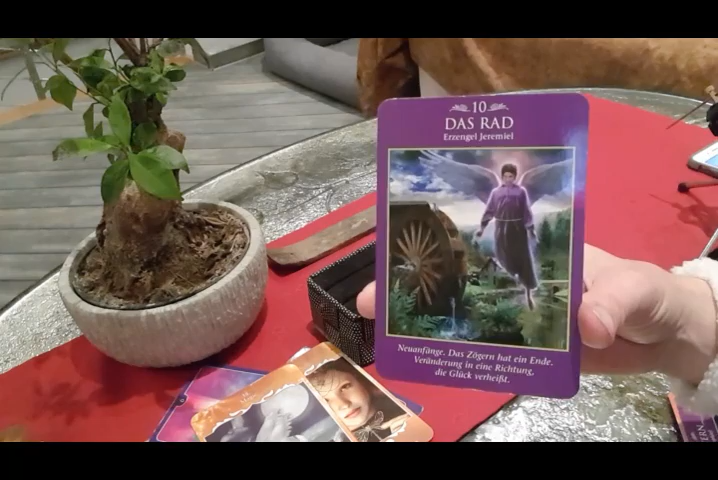 10
DAS RAD
Erzengel Jeremiel
Neuanfänge. Das Zögern hat ein Ende.
Veränderung in eine Richtung,
die Glück verheißt.